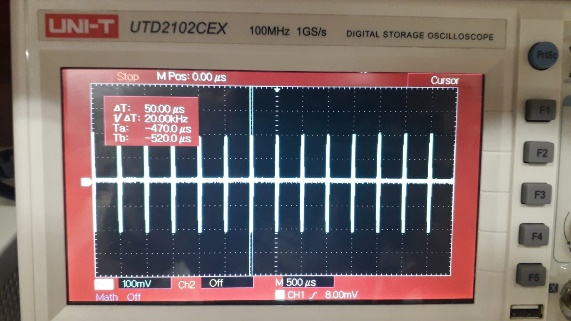 UNI-T UTD2102CEX 100MHz 1GS/s DIGITAL STORAGE OSCILLOSCOPE
PrtSc
Stop M Pos: 0.00 μs Cursor
ΔT: 50.00 μs
1/ΔT: 20.00kHz
Ta: -470.0 μs
Tb: -520.0 μs
F1
F2
F3
F4
F5
100mV Ch2 Off M 500 μs
Math Off CH1 8.00mV